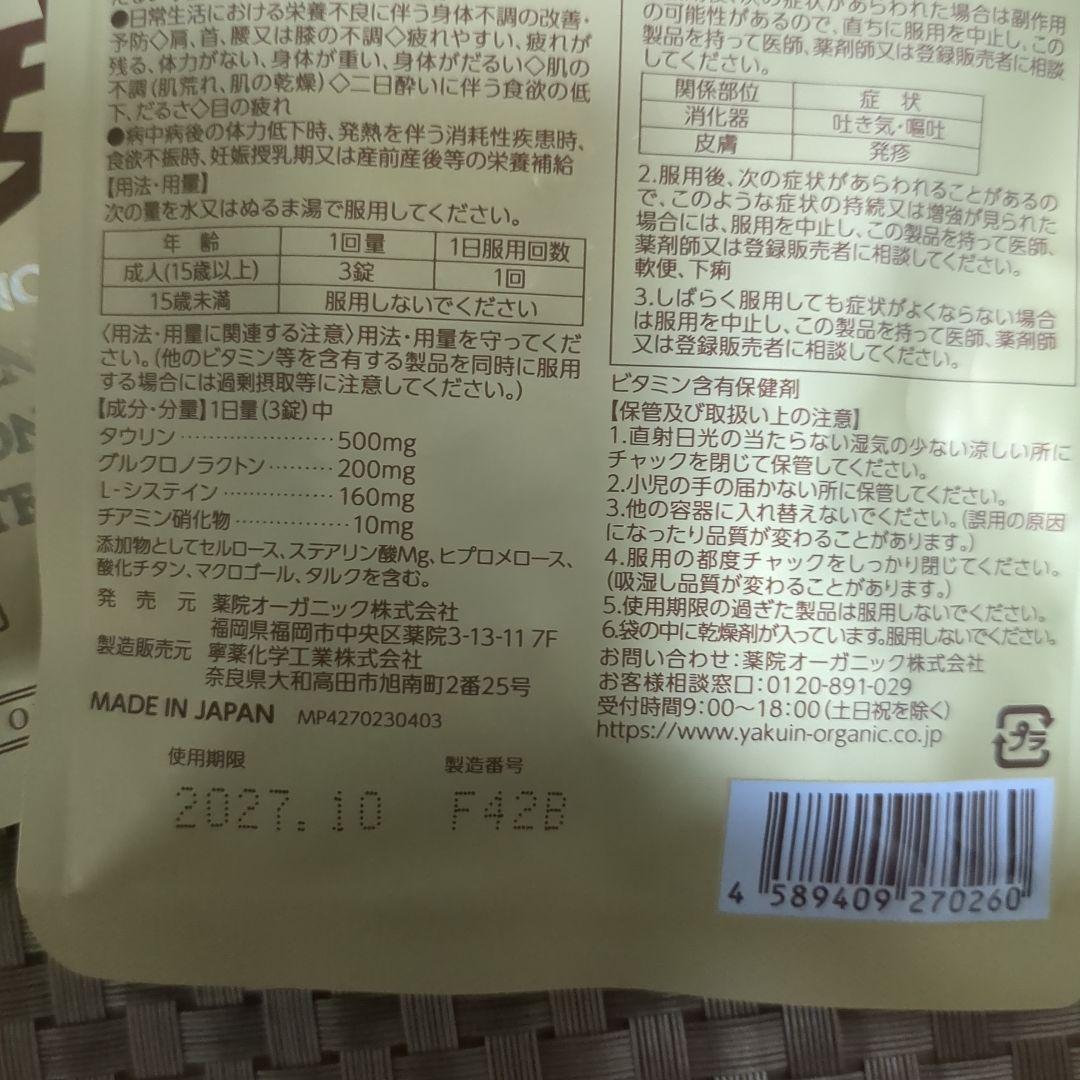 ●日常生活における栄養不良に伴う身体不調の改善・
予防◇肩、首、腰又は膝の不調◇疲れやすい、疲れが
残る、体力がない、身体が重い、身体がだるい◇肌の
不調(肌荒れ、肌の乾燥)◇二日酔いに伴う食欲の低
下、だるさ◇目の疲れ
●病中病後の体力低下時、発熱を伴う消耗性疾患時、
食欲不振時、妊娠授乳期又は産前産後等の栄養補給
【用法・用量】
次の量を水又はぬるま湯で服用してください。
年 齢 1回量 1日服用回数
成人(15歳以上) 3錠 1回
15歳未満 服用しないでください
〈用法・用量に関連する注意〉用法・用量を守ってくだ
さい。(他のビタミン等を含有する製品を同時に服用
する場合には過剰摂取等に注意してください。)
【成分・分量】1日量(3錠)中
タウリン……………………500mg
グルクロノラクトン………200mg
L-システイン………………160mg
チアミン硝化物………………10mg
添加物としてセルロース、ステアリン酸Mg、ヒプロメロース、
酸化チタン、マクロゴール、タルクを含む。
発 売 元 薬院オーガニック株式会社
福岡県福岡市中央区薬院3-13-11 7F
製造販売元 寧薬化学工業株式会社
奈良県大和高田市旭南町2番25号
MADE IN JAPAN MP4270230403
使用期限 製造番号
2027.10 F42B
症状があらわれた場合は副作用
の可能性があるので、直ちに服用を中止し、この
製品を持って医師、薬剤師又は登録販売者に相談
してください。
関係部位 症 状
消化器 吐き気・嘔吐
皮膚 発疹
2.服用後、次の症状があらわれることがあるの
で、このような症状の持続又は増強が見られた
場合には、服用を中止し、この製品を持って医師、
薬剤師又は登録販売者に相談してください。
軟便、下痢
3.しばらく服用しても症状がよくならない場合
は服用を中止し、この製品を持って医師、薬剤師
又は登録販売者に相談してください。
ビタミン含有保健剤
【保管及び取扱い上の注意】
1.直射日光の当たらない湿気の少ない涼しい所に
チャックを閉じて保管してください。
2.小児の手の届かない所に保管してください。
3.他の容器に入れ替えないでください。(誤用の原因
になったり品質が変わることがあります。)
4.服用の都度チャックをしっかり閉じてください。
(吸湿し品質が変わることがあります。)
5.使用期限の過ぎた製品は服用しないでください。
6.袋の中に乾燥剤が入っています。服用しないでください。
お問い合わせ:薬院オーガニック株式会社
お客様相談窓口:0120-891-029
受付時間9:00～18:00(土日祝を除く)
https://www.yakuin-organic.co.jp
プラ
4 589409 270260